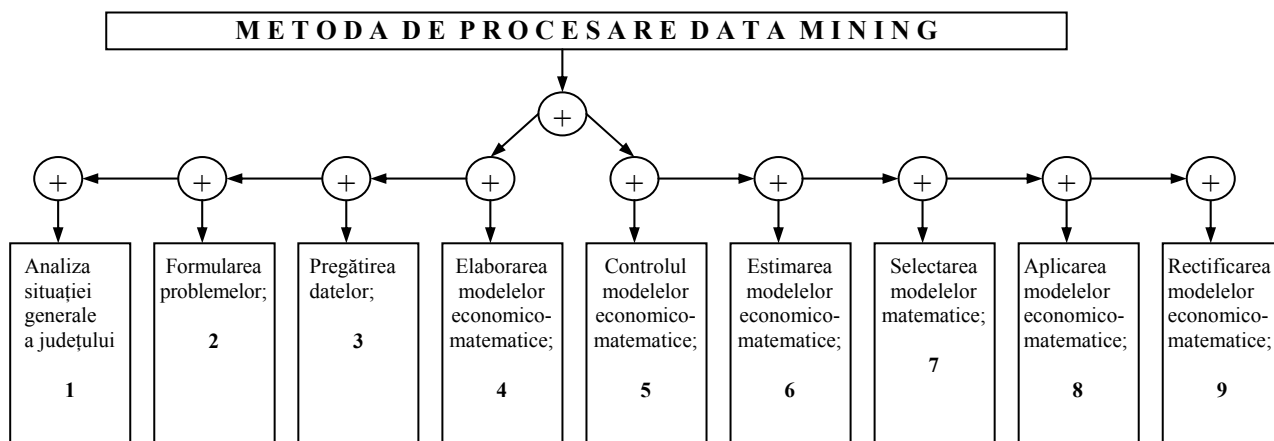 METODA DE PROCESARE DATA MINING
+
+
+
+
+
+
+
+
+
+
Analiza
situației
generale
a județului
1
Formularea
problemelor;
2
Pregătirea
datelor;
3
Elaborarea
modelelor
economico-
matematice;
4
Controlul
modelelor
economico-
matematice;
5
Estimarea
modelelor
economico-
matematice;
6
Selectarea
modelelor
matematice;
7
Aplicarea
modelelor
economico-
matematice;
8
Rectificarea
modelelor
economico-
matematice;
9